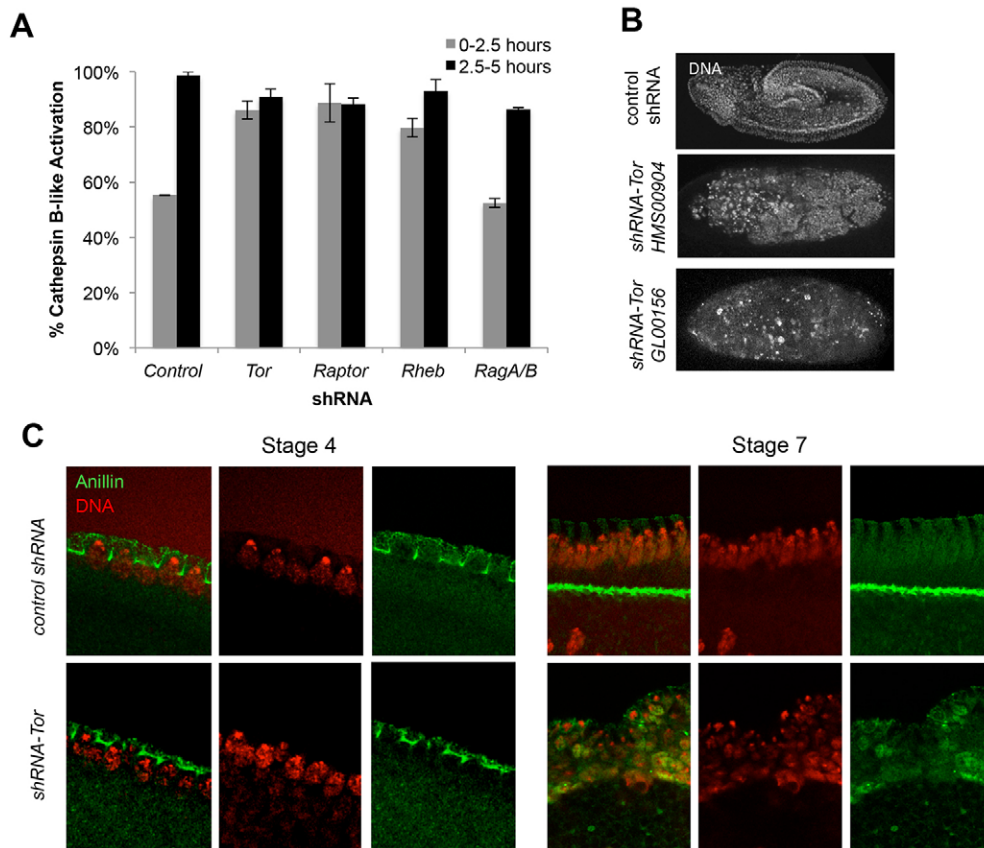 A
0-2.5 hours
2.5-5 hours
% Cathepsin B-like Activation
100%
80%
60%
40%
20%
0%
Control Tor Raptor Rheb RagA/B
shRNA
B
DNA
control
shRNA
shRNA-Tor
HMS00904
shRNA-Tor
GL00156
C
Stage 4 Stage 7
Anillin
DNA
control shRNA
shRNA-Tor